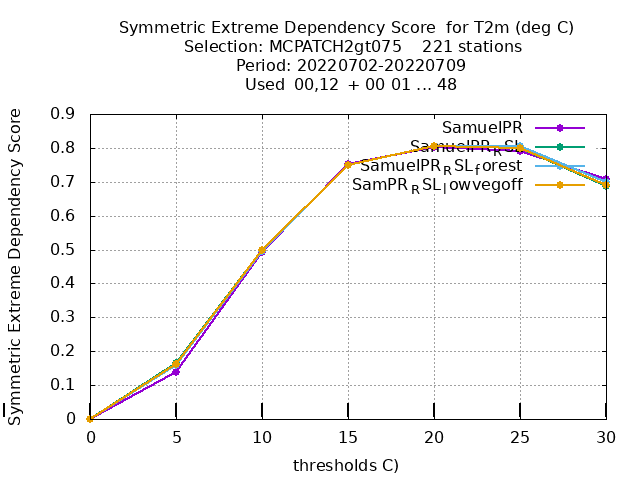 Symmetric Extreme Dependency Score  for T2m (deg C)
Selection: MCPATCH2gt075    221 stations
Period: 20220702-20220709
Used  00,12  + 00 01 ... 48
Symmetric Extreme Dependency Score
0.9
0.8
0.7
0.6
0.5
0.4
0.3
0.2
0.1
0
SamuelPR
SamuelPR_RSL
SamuelPR_RSL_forest
SamPR_RSL_lowvegoff
0 5 10 15 20 25 30
thresholds C)